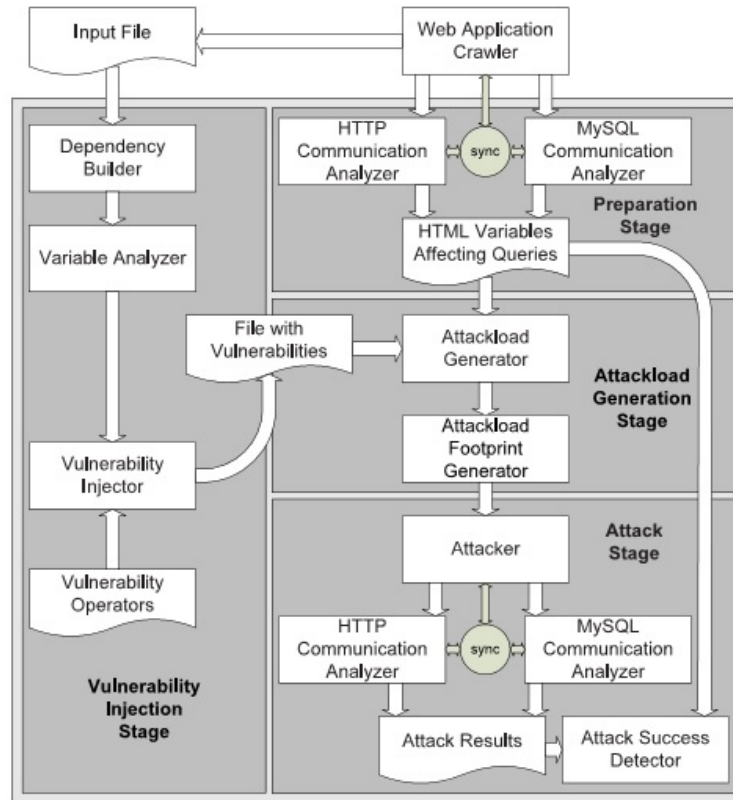 Input File
Web Application
Crawler
Dependency
Builder
Variable Analyzer
HTTP
Communication
Analyzer
sync
MySQL
Communication
Analyzer
Preparation
Stage
HTML Variables
Affecting Queries
File with
Vulnerabilities
Attackload
Generator
Attackload
Generation
Stage
Attackload
Footprint
Generator
Vulnerability
Injector
Vulnerability
Operators
Vulnerability
Injection
Stage
Attacker
Attack
Stage
HTTP
Communication
Analyzer
sync
MySQL
Communication
Analyzer
Attack Results
Attack Success
Detector